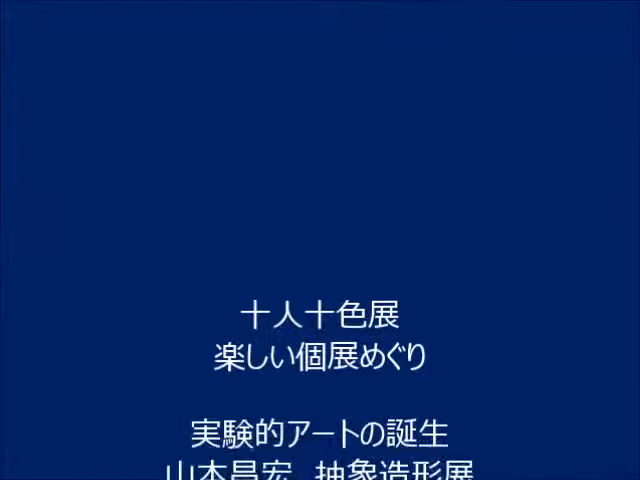 十人十色展
楽しい個展めぐり
実験的アートの誕生
山本昌宏 抽象造形展